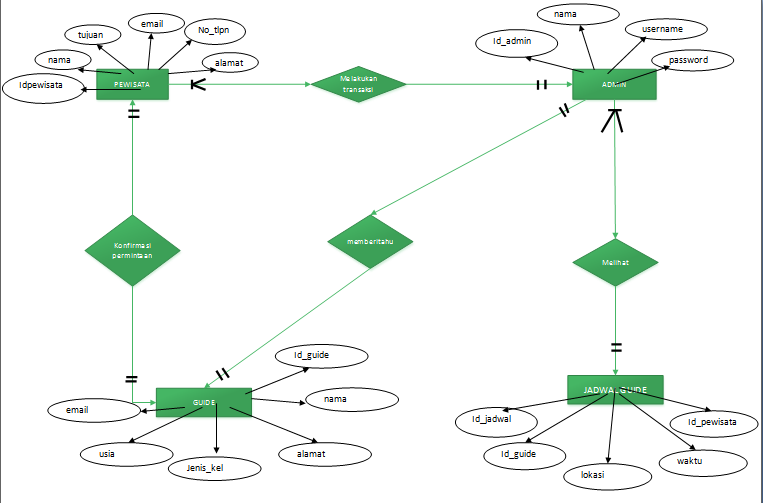 nama
email
username
tujuan
No_tlpn
Id_admin
nama
alamat
password
Idpewisata
PEWISATA
Melakukan
transaksi
ADMIN
Konfirmasi
permintaan
memberitahu
Melihat
Id_guide
JADWAL GUIDE
email
GUIDE
nama
Id_jadwal
Id_pewisata
usia
Jenis_kel
alamat
Id_guide
lokasi
waktu